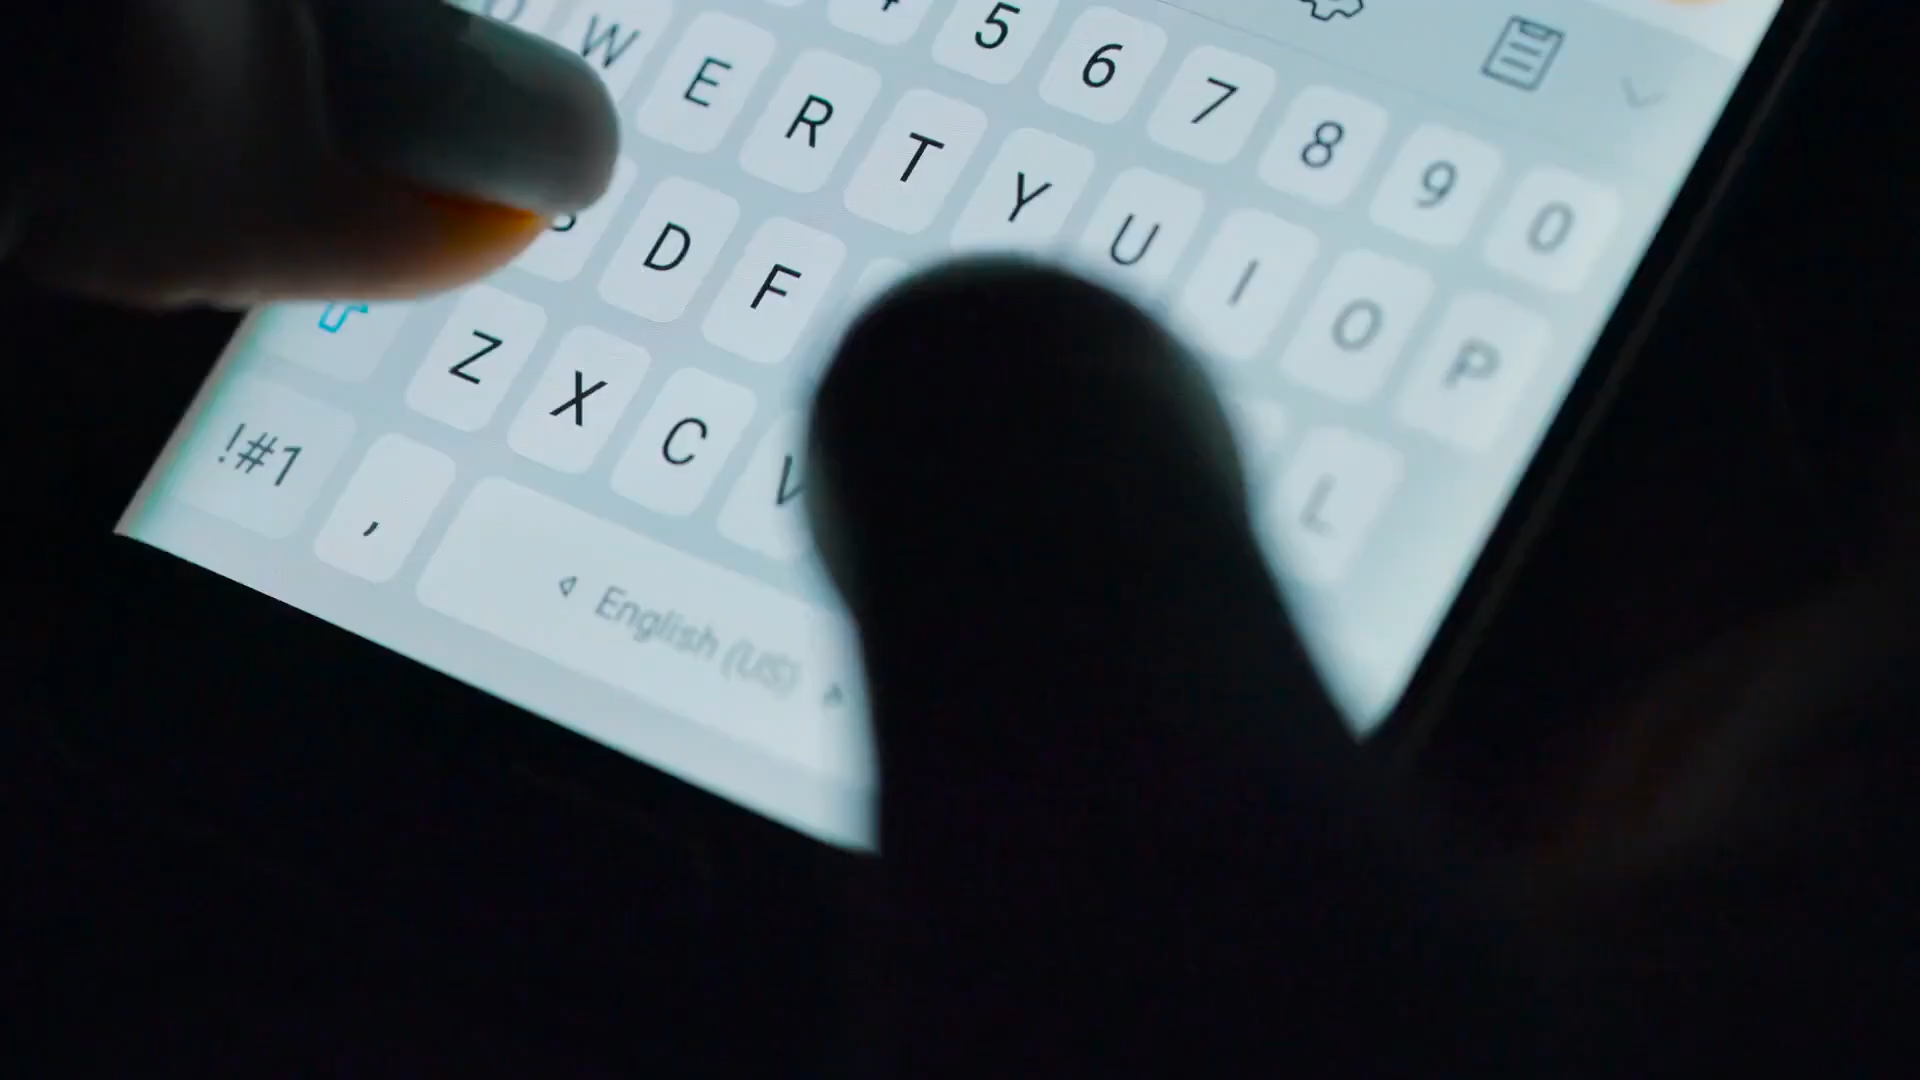 5 6 7 8 9 0
W E R T Y U I O P
S D F L
Z X C V
!#1 , English (US)